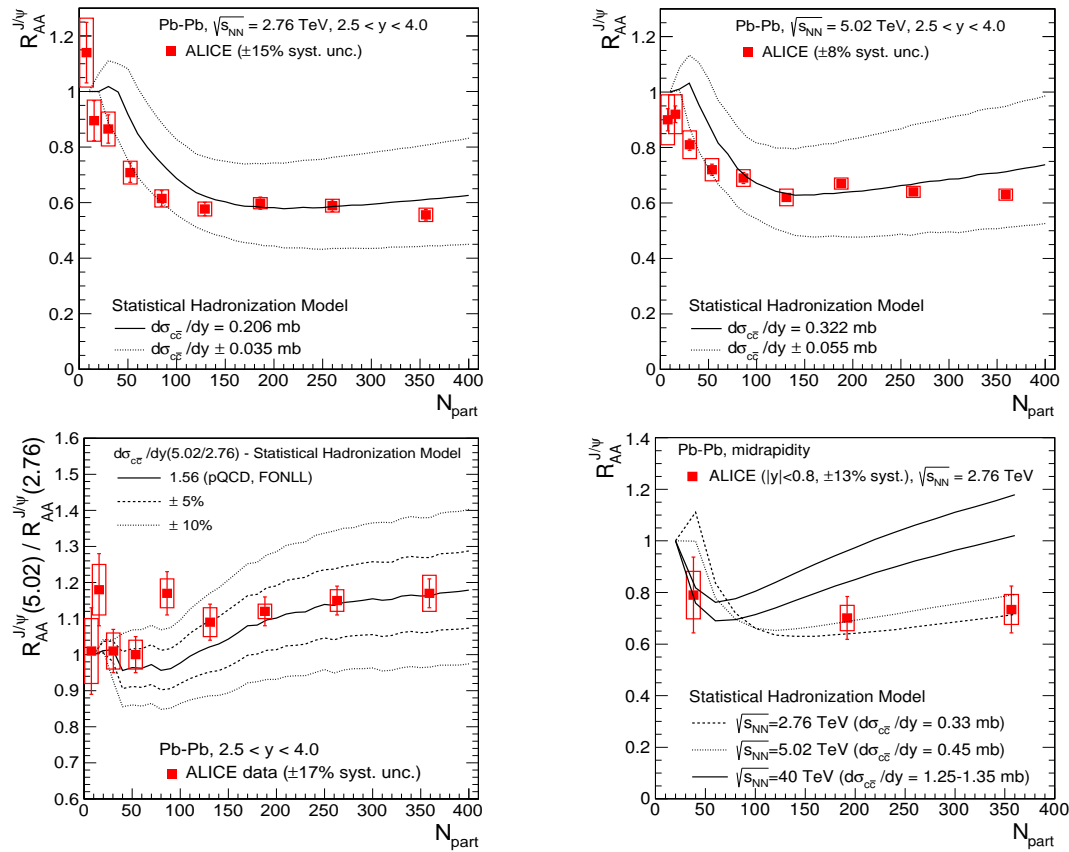 R_AA^J/ψ
Pb-Pb, √s_NN = 2.76 TeV, 2.5 < y < 4.0
ALICE (±15% syst. unc.)
Statistical Hadronization Model
dσ_cc̅ /dy = 0.206 mb
dσ_cc̅ /dy ± 0.035 mb
1.2
1
0.8
0.6
0.4
0.2
0
0 50 100 150 200 250 300 350 400
N_part
R_AA^J/ψ
Pb-Pb, √s_NN = 5.02 TeV, 2.5 < y < 4.0
ALICE (±8% syst. unc.)
Statistical Hadronization Model
dσ_cc̅ /dy = 0.322 mb
dσ_cc̅ /dy ± 0.055 mb
1.2
1
0.8
0.6
0.4
0.2
0
0 50 100 150 200 250 300 350 400
N_part
R_AA^J/ψ(5.02) / R_AA^J/ψ(2.76)
dσ_cc̅ /dy(5.02/2.76) - Statistical Hadronization Model
1.56 (pQCD, FONLL)
± 5%
± 10%
Pb-Pb, 2.5 < y < 4.0
ALICE data (±17% syst. unc.)
1.6
1.5
1.4
1.3
1.2
1.1
1
0.9
0.8
0.7
0.6
0 50 100 150 200 250 300 350 400
N_part
R_AA^J/ψ
Pb-Pb, midrapidity
ALICE (|y|<0.8, ±13% syst.), √s_NN = 2.76 TeV
Statistical Hadronization Model
√s_NN=2.76 TeV (dσ_cc̅ /dy = 0.33 mb)
√s_NN=5.02 TeV (dσ_cc̅ /dy = 0.45 mb)
√s_NN=40 TeV (dσ_cc̅ /dy = 1.25-1.35 mb)
1.4
1.2
1
0.8
0.6
0.4
0.2
0
0 50 100 150 200 250 300 350 400
N_part